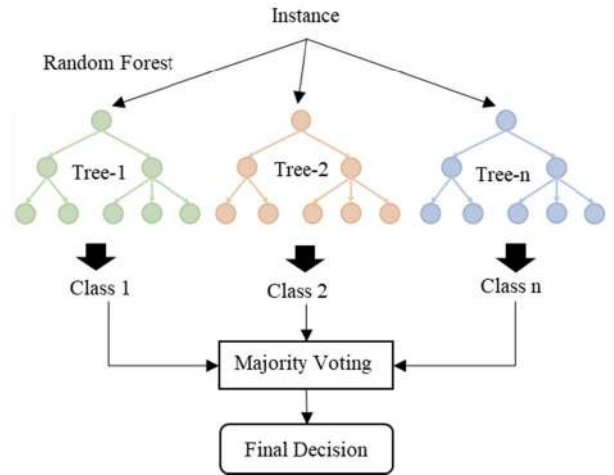 Instance
Random Forest
Tree-1
Tree-2
Tree-n
Class 1
Class 2
Class n
Majority Voting
Final Decision